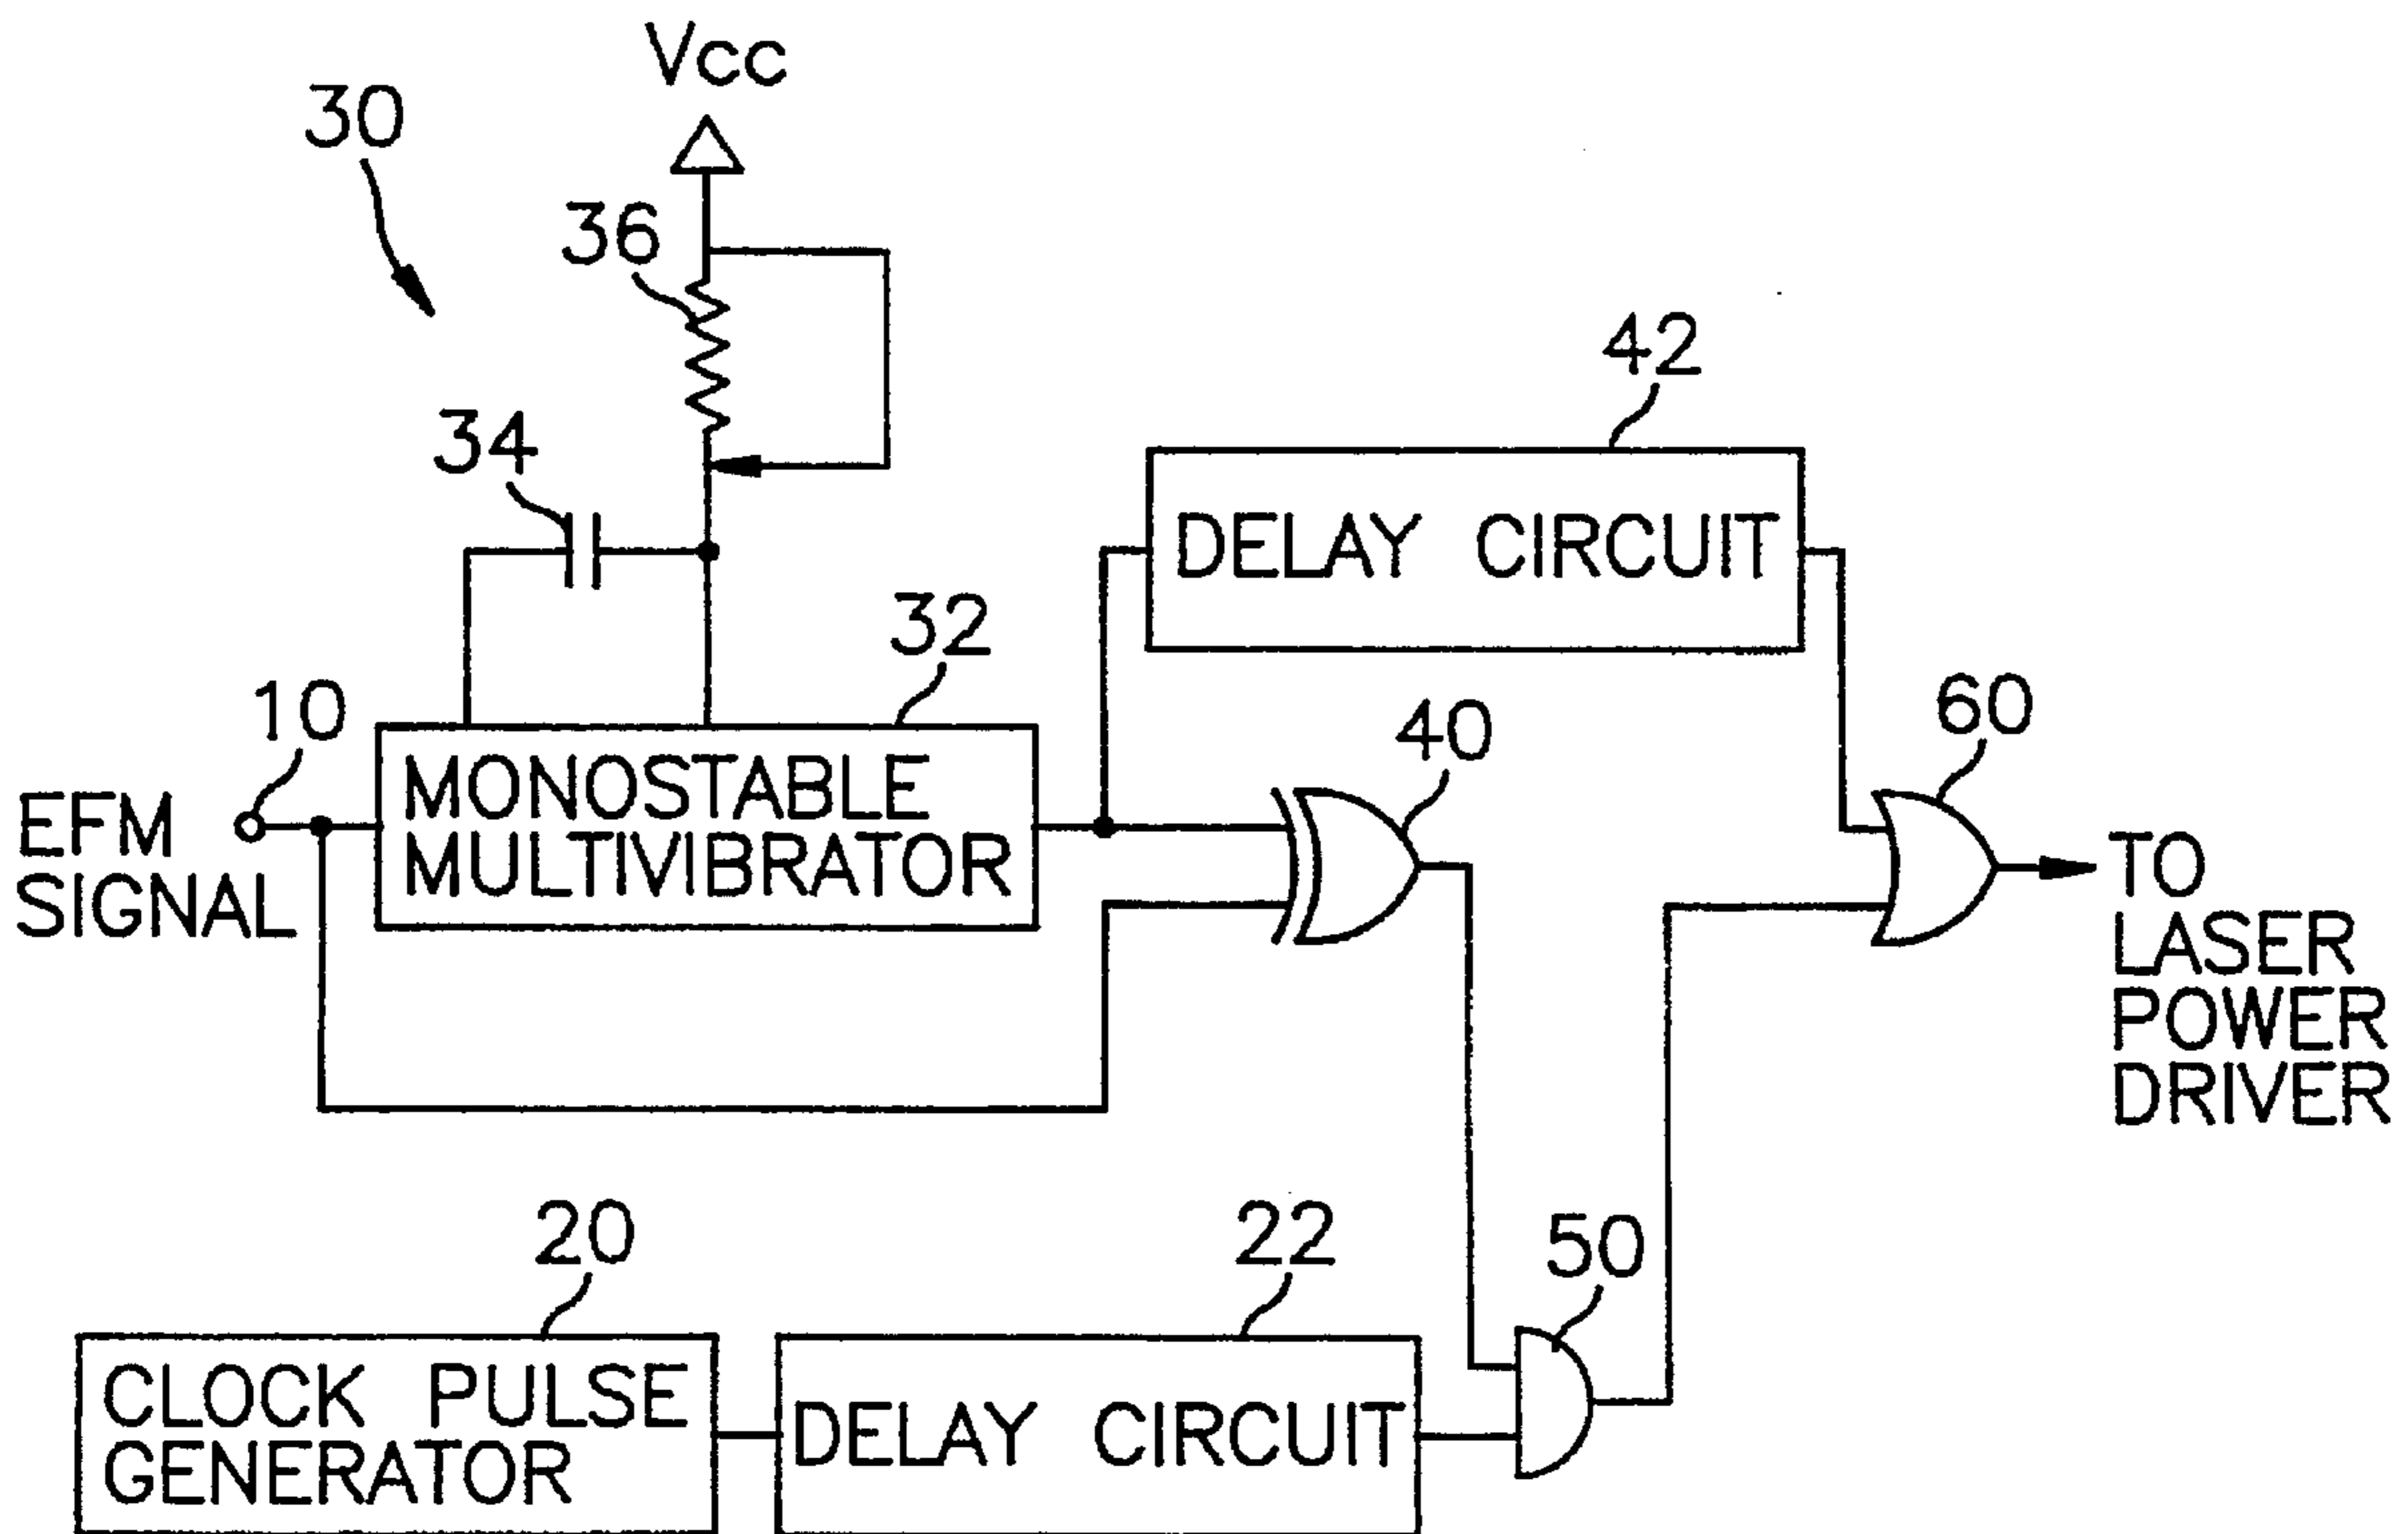 Vcc
30
36
42
34
DELAY CIRCUIT
32
10
60
40
EFM
SIGNAL
MONOSTABLE
MULTIVIBRATOR
TO
LASER
POWER
DRIVER
20
22
50
CLOCK PULSE
GENERATOR
DELAY CIRCUIT